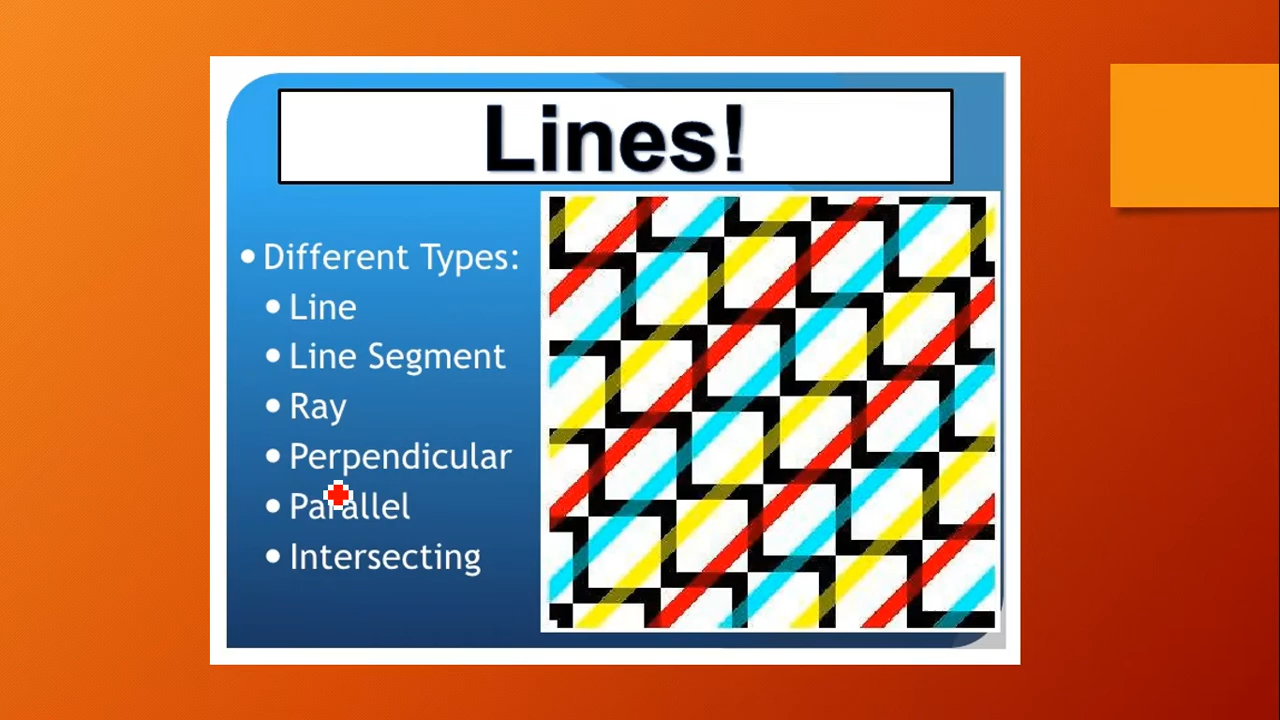 Lines!
• Different Types:
• Line
• Line Segment
• Ray
• Perpendicular
• Parallel
• Intersecting